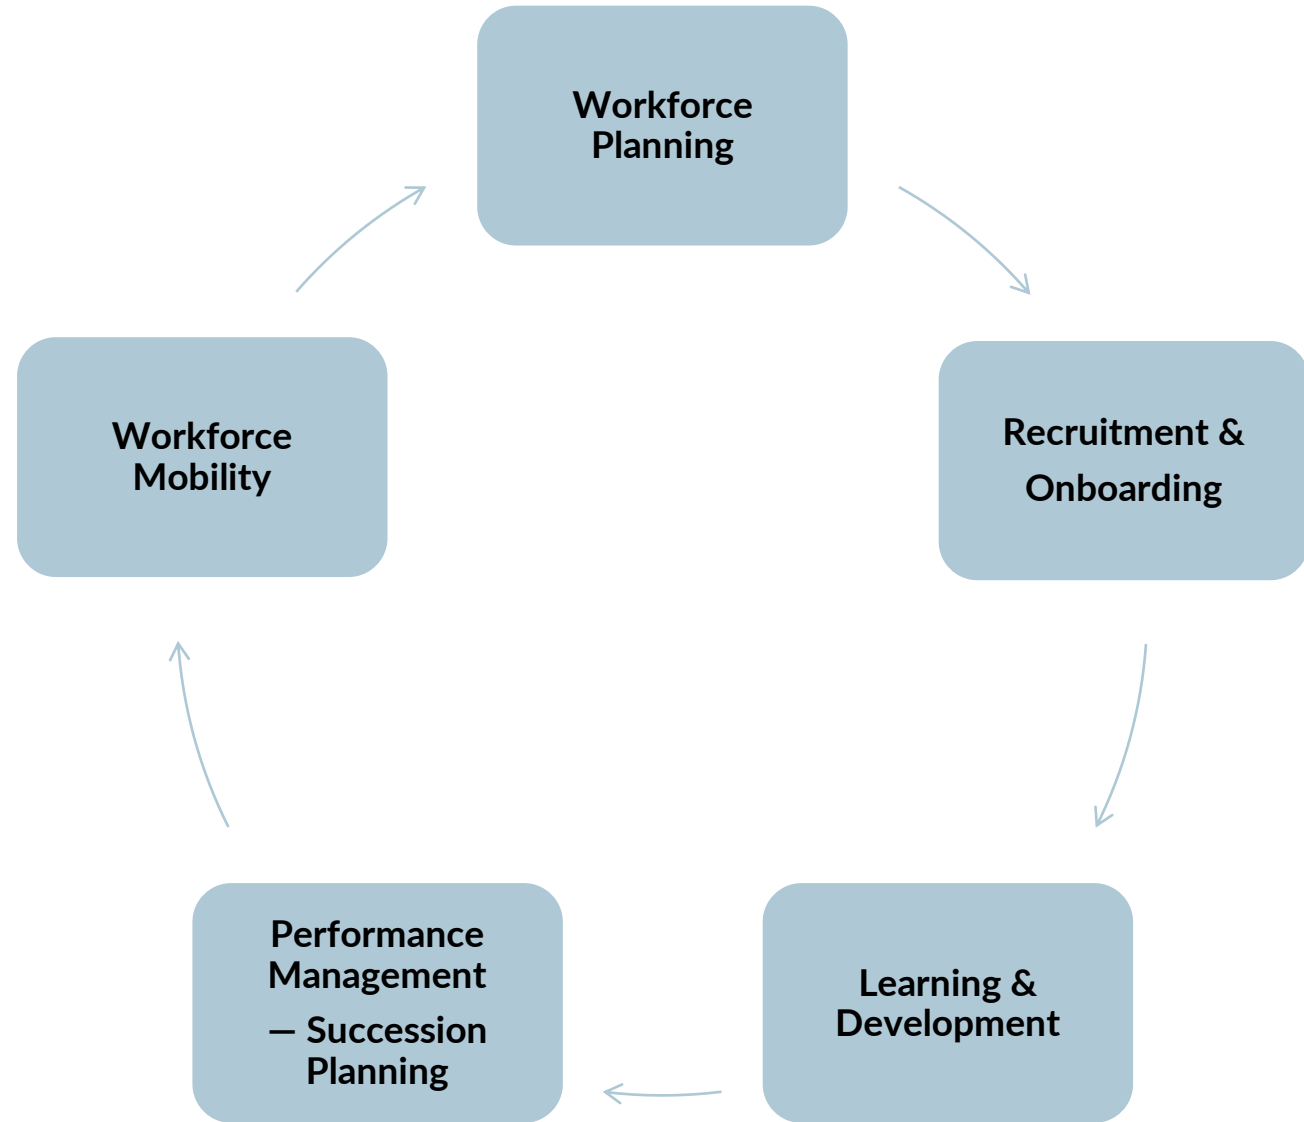 Workforce
Planning
Recruitment &
Onboarding
Learning &
Development
Performance
Management
— Succession
Planning
Workforce
Mobility